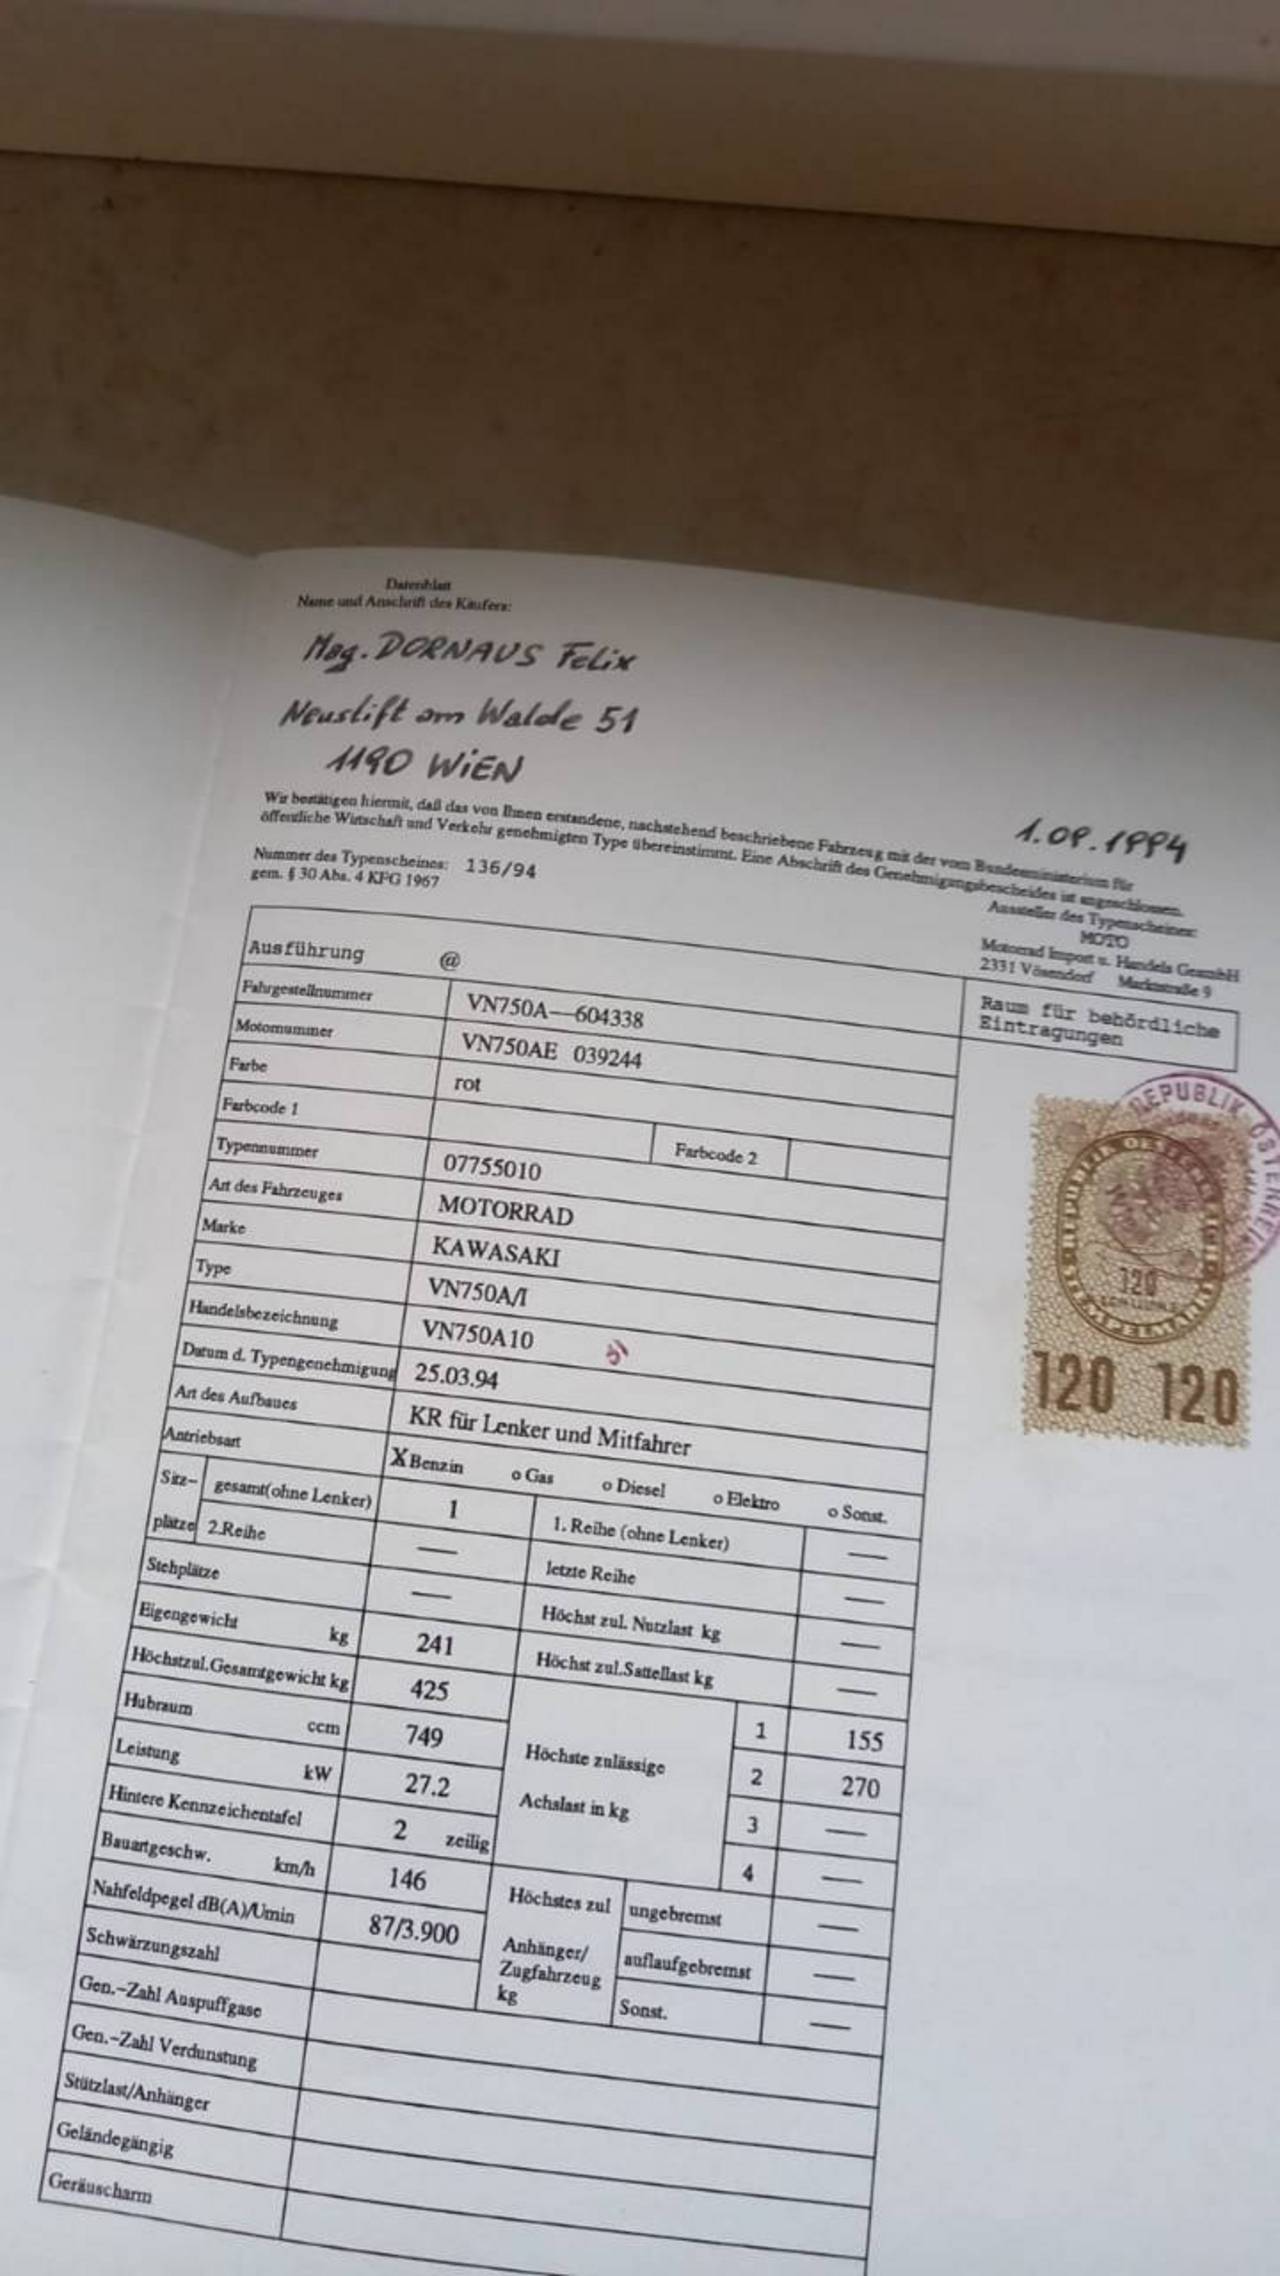 Datenblatt
Name und Anschrift des Käufers:
Mag. DORNAUS Felix
Neustift am Walde 51
1190 WIEN
1.09.1994
Wir bestätigen hiermit, daß das von Ihnen erstandene, nachstehend beschriebene Fahrzeug mit der vom Bundesministerium für
öffentliche Wirtschaft und Verkehr genehmigten Type übereinstimmt. Eine Abschrift des Genehmigungsbescheides ist angeschlossen.
Nummer des Typenscheines: 136/94
gem. § 30 Abs. 4 KFG 1967
Aussteller des Typenscheines:
MOTO
Motorrad Import u. Handels GesmbH
2331 Vösendorf Marktstraße 9
Ausführung @
Raum für behördliche
Eintragungen
Fahrgestellnummer VN750A—604338
Motornummer VN750AE 039244
Farbe rot
Farbcode 1 Farbcode 2
Typennummer 07755010
Art des Fahrzeuges MOTORRAD
Marke KAWASAKI
Type VN750A/I
Handelsbezeichnung VN750A10
Datum d. Typengenehmigung 25.03.94
Art des Aufbaues KR für Lenker und Mitfahrer
Antriebsart X Benzin o Gas o Diesel o Elektro o Sonst.
Sitz- gesamt(ohne Lenker) 1 1. Reihe (ohne Lenker) —
plätze 2.Reihe — letzte Reihe —
Stehplätze — Höchst zul. Nutzlast kg —
Eigengewicht kg 241 Höchst zul.Sattellast kg —
Höchstzul.Gesamtgewicht kg 425 1 155
Hubraum ccm 749 Höchste zulässige 2 270
Leistung kW 27.2 Achslast in kg 3 —
Hintere Kennzeichentafel 2 zeilig 4 —
Bauartgeschw. km/h 146 Höchstes zul ungebremst —
Nahfeldpegel dB(A)/Umin 87/3.900 Anhänger/ auflaufgebremst —
Schwärzungszahl Zugfahrzeug
kg Sonst. —
Gen.-Zahl Auspuffgase
Gen.-Zahl Verdunstung
Stützlast/Anhänger
Geländegängig
Geräuscharm
REPUBLIK ÖSTERREICH
120
120 120